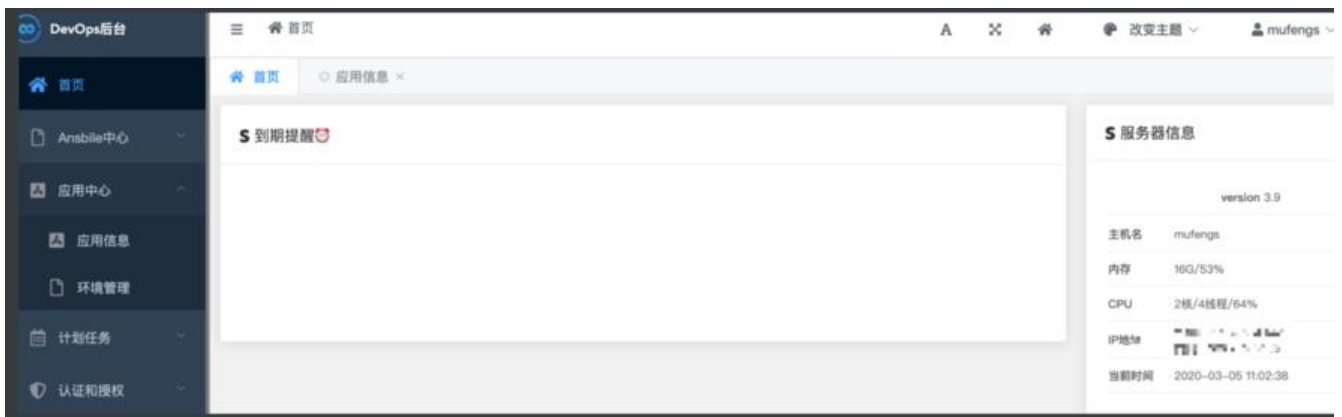 DevOps后台
首页
Ansbile中心
应用中心
应用信息
环境管理
计划任务
认证和授权
首页
A
改变主题
mufengs
首页
应用信息 ×
S 到期提醒⏰
S 服务器信息
version 3.9
主机名 mufengs
内存 16G/53%
CPU 2核/4线程/64%
IP地址
当前时间 2020-03-05 11:02:38